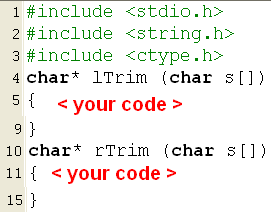 1 #include <stdio.h>
2 #include <string.h>
3 #include <ctype.h>
4 char* lTrim (char s[])
5 { < your code >
9 }
10 char* rTrim (char s[])
11 { < your code >
15 }